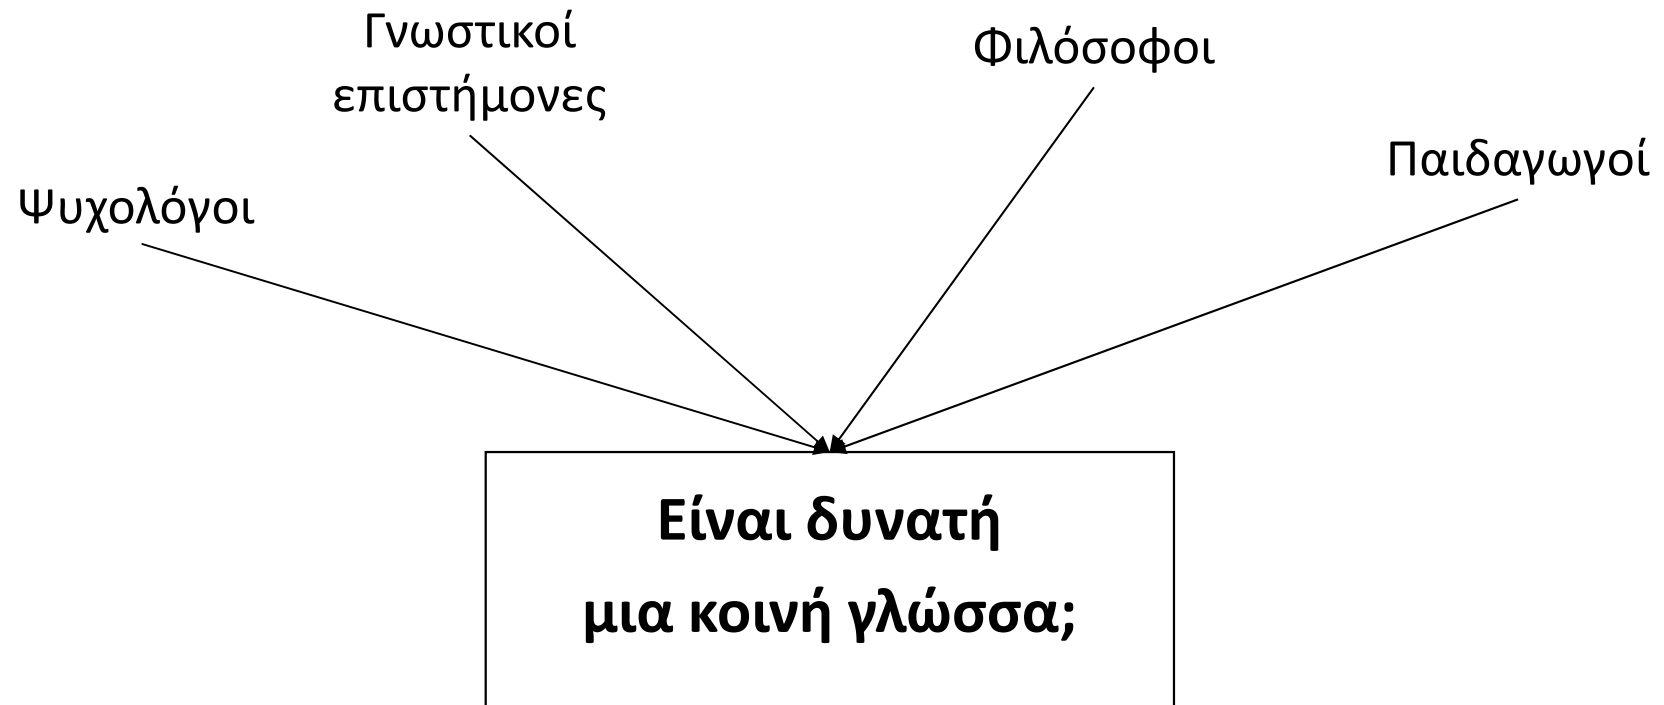 Γνωστικοί
επιστήμονες
Φιλόσοφοι
Παιδαγωγοί
Ψυχολόγοι
Είναι δυνατή
μια κοινή γλώσσα;